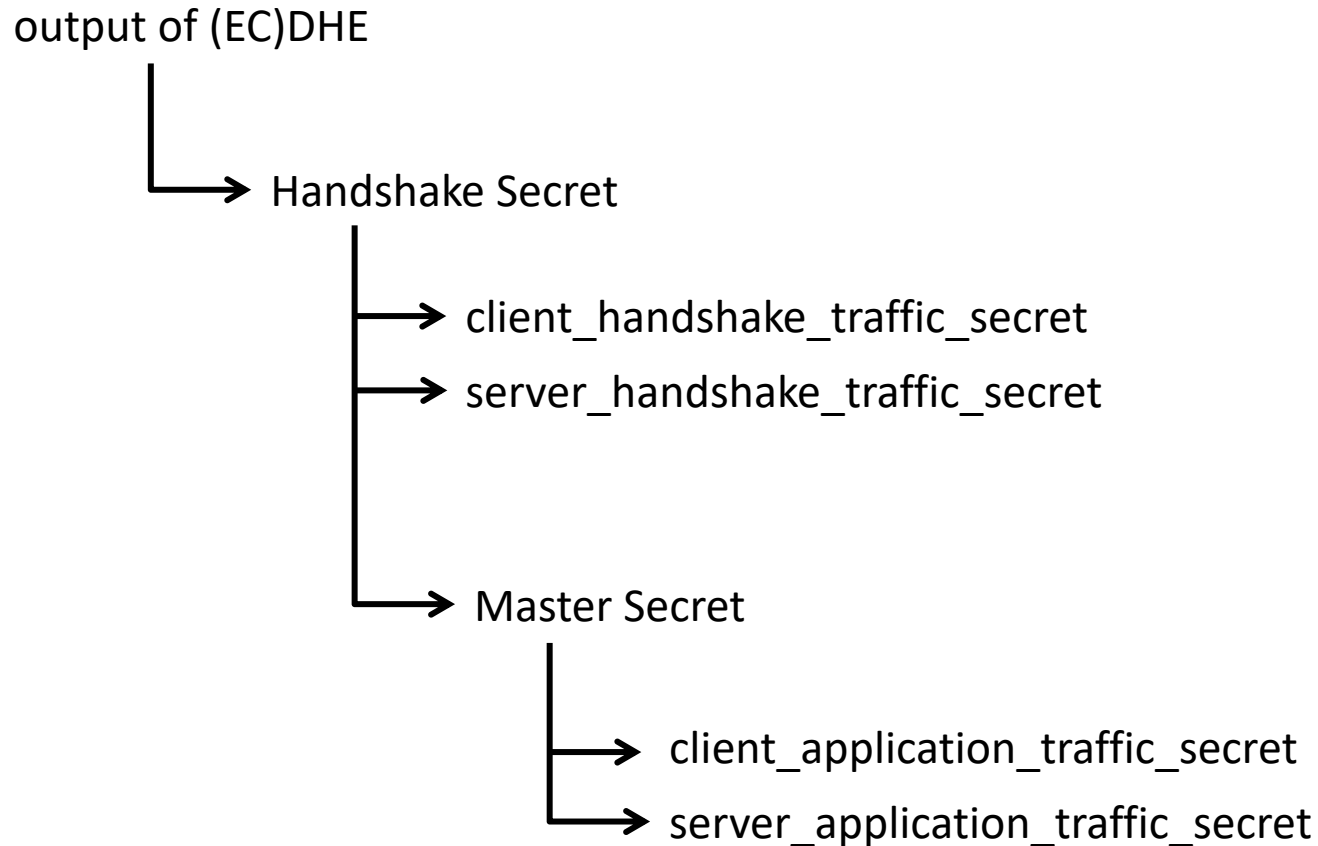 output of (EC)DHE
Handshake Secret
client_handshake_traffic_secret
server_handshake_traffic_secret
Master Secret
client_application_traffic_secret
server_application_traffic_secret